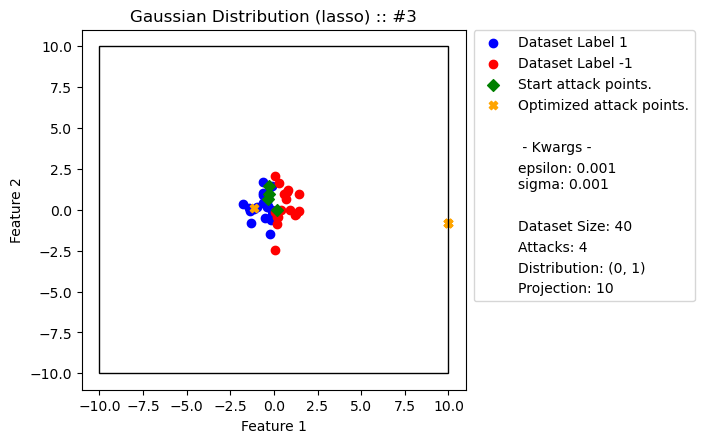 Gaussian Distribution (lasso) :: #3
10.0
7.5
5.0
2.5
0.0
−2.5
−5.0
−7.5
−10.0
Feature 2
−10.0 −7.5 −5.0 −2.5 0.0 2.5 5.0 7.5 10.0
Feature 1
Dataset Label 1
Dataset Label -1
Start attack points.
Optimized attack points.
- Kwargs -
epsilon: 0.001
sigma: 0.001
Dataset Size: 40
Attacks: 4
Distribution: (0, 1)
Projection: 10